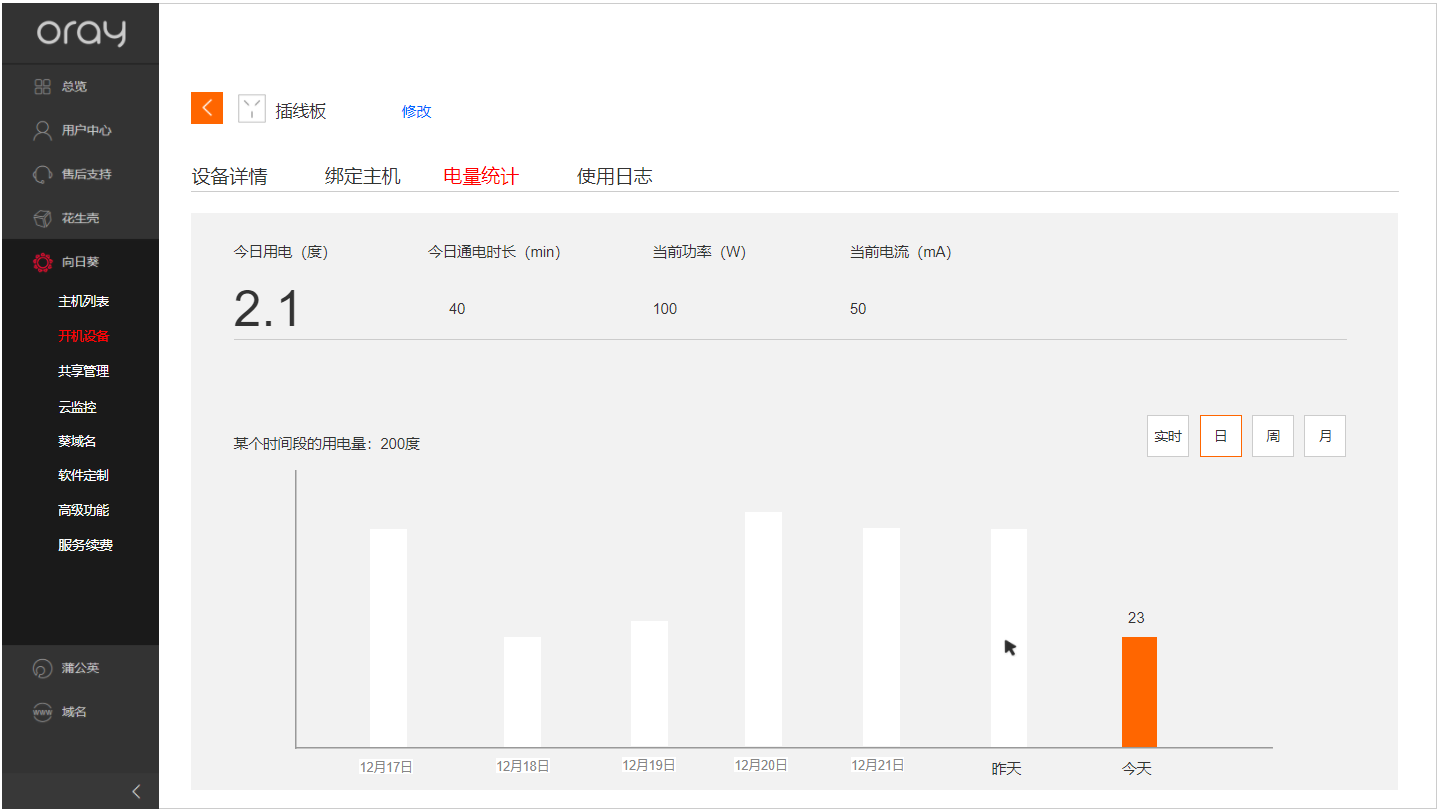 oray
总览
用户中心
售后支持
花生壳
向日葵
主机列表
开机设备
共享管理
云监控
葵域名
软件定制
高级功能
服务续费
蒲公英
www 域名
插线板 修改
设备详情 绑定主机 电量统计 使用日志
今日用电（度） 今日通电时长（min） 当前功率（W） 当前电流（mA）
2.1 40 100 50
实时 日 周 月
某个时间段的用电量：200度
23
12月17日 12月18日 12月19日 12月20日 12月21日 昨天 今天